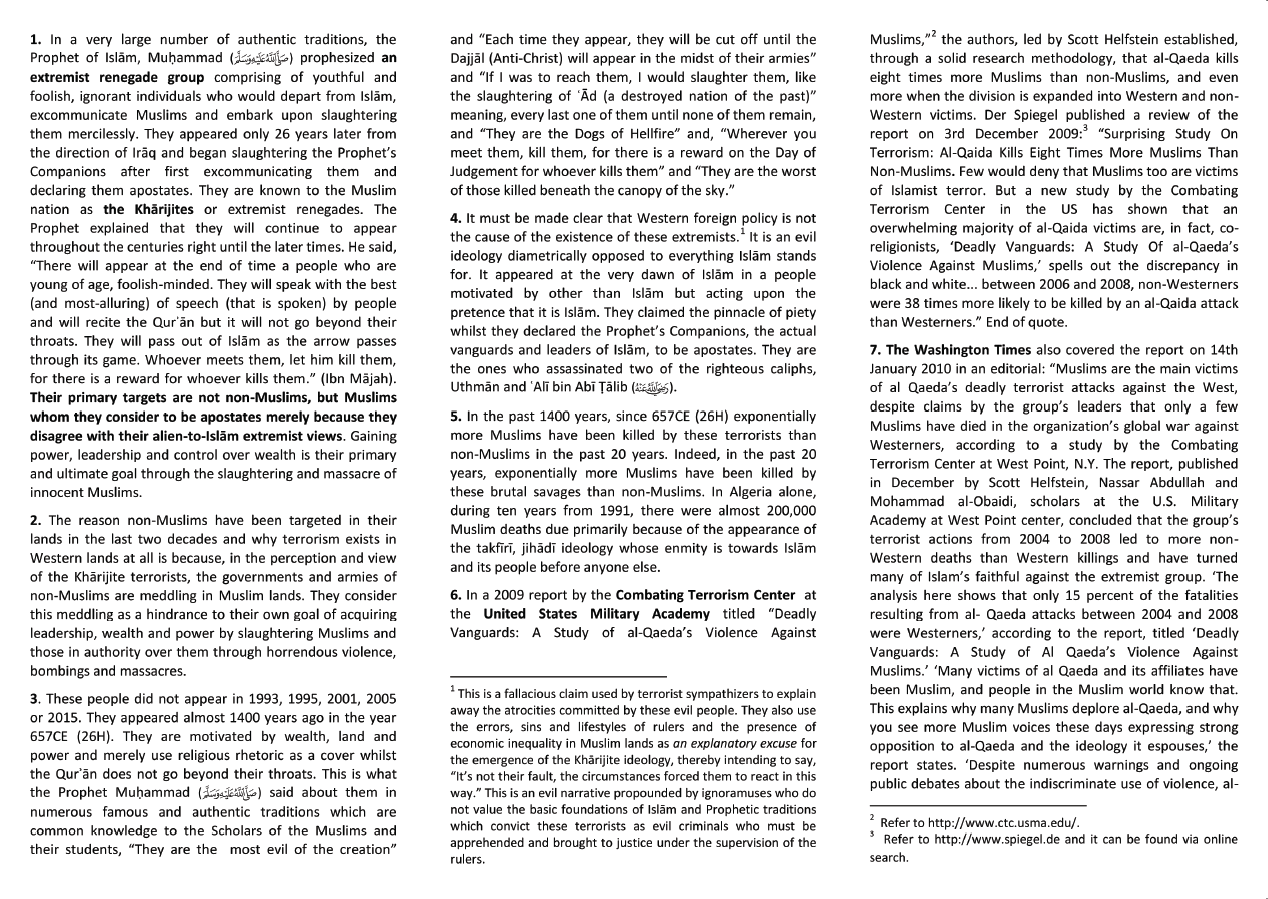 1. In a very large number of authentic traditions, the
Prophet of Islām, Muḥammad (ﷺ) prophesized an
extremist renegade group comprising of youthful and
foolish, ignorant individuals who would depart from Islām,
excommunicate Muslims and embark upon slaughtering
them mercilessly. They appeared only 26 years later from
the direction of Irāq and began slaughtering the Prophet's
Companions after first excommunicating them and
declaring them apostates. They are known to the Muslim
nation as the Khārijites or extremist renegades. The
Prophet explained that they will continue to appear
throughout the centuries right until the later times. He said,
“There will appear at the end of time a people who are
young of age, foolish-minded. They will speak with the best
(and most-alluring) of speech (that is spoken) by people
and will recite the Qurʾān but it will not go beyond their
throats. They will pass out of Islām as the arrow passes
through its game. Whoever meets them, let him kill them,
for there is a reward for whoever kills them.” (Ibn Mājah).
Their primary targets are not non-Muslims, but Muslims
whom they consider to be apostates merely because they
disagree with their alien-to-Islām extremist views. Gaining
power, leadership and control over wealth is their primary
and ultimate goal through the slaughtering and massacre of
innocent Muslims.
2. The reason non-Muslims have been targeted in their
lands in the last two decades and why terrorism exists in
Western lands at all is because, in the perception and view
of the Khārijite terrorists, the governments and armies of
non-Muslims are meddling in Muslim lands. They consider
this meddling as a hindrance to their own goal of acquiring
leadership, wealth and power by slaughtering Muslims and
those in authority over them through horrendous violence,
bombings and massacres.
3. These people did not appear in 1993, 1995, 2001, 2005
or 2015. They appeared almost 1400 years ago in the year
657CE (26H). They are motivated by wealth, land and
power and merely use religious rhetoric as a cover whilst
the Qurʾān does not go beyond their throats. This is what
the Prophet Muḥammad (ﷺ) said about them in
numerous famous and authentic traditions which are
common knowledge to the Scholars of the Muslims and
their students, “They are the most evil of the creation”
and “Each time they appear, they will be cut off until the
Dajjāl (Anti-Christ) will appear in the midst of their armies”
and “If I was to reach them, I would slaughter them, like
the slaughtering of ʿĀd (a destroyed nation of the past)”
meaning, every last one of them until none of them remain,
and “They are the Dogs of Hellfire” and, “Wherever you
meet them, kill them, for there is a reward on the Day of
Judgement for whoever kills them” and “They are the worst
of those killed beneath the canopy of the sky.”
4. It must be made clear that Western foreign policy is not
the cause of the existence of these extremists.1 It is an evil
ideology diametrically opposed to everything Islām stands
for. It appeared at the very dawn of Islām in a people
motivated by other than Islām but acting upon the
pretence that it is Islām. They claimed the pinnacle of piety
whilst they declared the Prophet's Companions, the actual
vanguards and leaders of Islām, to be apostates. They are
the ones who assassinated two of the righteous caliphs,
Uthmān and ʿAlī bin Abī Ṭālib (رضي الله عنه).
5. In the past 1400 years, since 657CE (26H) exponentially
more Muslims have been killed by these terrorists than
non-Muslims in the past 20 years. Indeed, in the past 20
years, exponentially more Muslims have been killed by
these brutal savages than non-Muslims. In Algeria alone,
during ten years from 1991, there were almost 200,000
Muslim deaths due primarily because of the appearance of
the takfīrī, jihādī ideology whose enmity is towards Islām
and its people before anyone else.
6. In a 2009 report by the Combating Terrorism Center at
the United States Military Academy titled “Deadly
Vanguards: A Study of al-Qaeda's Violence Against
1 This is a fallacious claim used by terrorist sympathizers to explain
away the atrocities committed by these evil people. They also use
the errors, sins and lifestyles of rulers and the presence of
economic inequality in Muslim lands as an explanatory excuse for
the emergence of the Khārijite ideology, thereby intending to say,
“It's not their fault, the circumstances forced them to react in this
way.” This is an evil narrative propounded by ignoramuses who do
not value the basic foundations of Islām and Prophetic traditions
which convict these terrorists as evil criminals who must be
apprehended and brought to justice under the supervision of the
rulers.
Muslims,”2 the authors, led by Scott Helfstein established,
through a solid research methodology, that al-Qaeda kills
eight times more Muslims than non-Muslims, and even
more when the division is expanded into Western and non-
Western victims. Der Spiegel published a review of the
report on 3rd December 2009:3 “Surprising Study On
Terrorism: Al-Qaida Kills Eight Times More Muslims Than
Non-Muslims. Few would deny that Muslims too are victims
of Islamist terror. But a new study by the Combating
Terrorism Center in the US has shown that an
overwhelming majority of al-Qaida victims are, in fact, co-
religionists, ‘Deadly Vanguards: A Study Of al-Qaeda's
Violence Against Muslims,’ spells out the discrepancy in
black and white... between 2006 and 2008, non-Westerners
were 38 times more likely to be killed by an al-Qaida attack
than Westerners.” End of quote.
7. The Washington Times also covered the report on 14th
January 2010 in an editorial: “Muslims are the main victims
of al Qaeda's deadly terrorist attacks against the West,
despite claims by the group's leaders that only a few
Muslims have died in the organization's global war against
Westerners, according to a study by the Combating
Terrorism Center at West Point, N.Y. The report, published
in December by Scott Helfstein, Nassar Abdullah and
Mohammad al-Obaidi, scholars at the U.S. Military
Academy at West Point center, concluded that the group's
terrorist actions from 2004 to 2008 led to more non-
Western deaths than Western killings and have turned
many of Islam's faithful against the extremist group. ‘The
analysis here shows that only 15 percent of the fatalities
resulting from al- Qaeda attacks between 2004 and 2008
were Westerners,’ according to the report, titled ‘Deadly
Vanguards: A Study of Al Qaeda's Violence Against
Muslims.’ ‘Many victims of al Qaeda and its affiliates have
been Muslim, and people in the Muslim world know that.
This explains why many Muslims deplore al-Qaeda, and why
you see more Muslim voices these days expressing strong
opposition to al-Qaeda and the ideology it espouses,’ the
report states. ‘Despite numerous warnings and ongoing
public debates about the indiscriminate use of violence, al-
2 Refer to http://www.ctc.usma.edu/.
3 Refer to http://www.spiegel.de and it can be found via online
search.